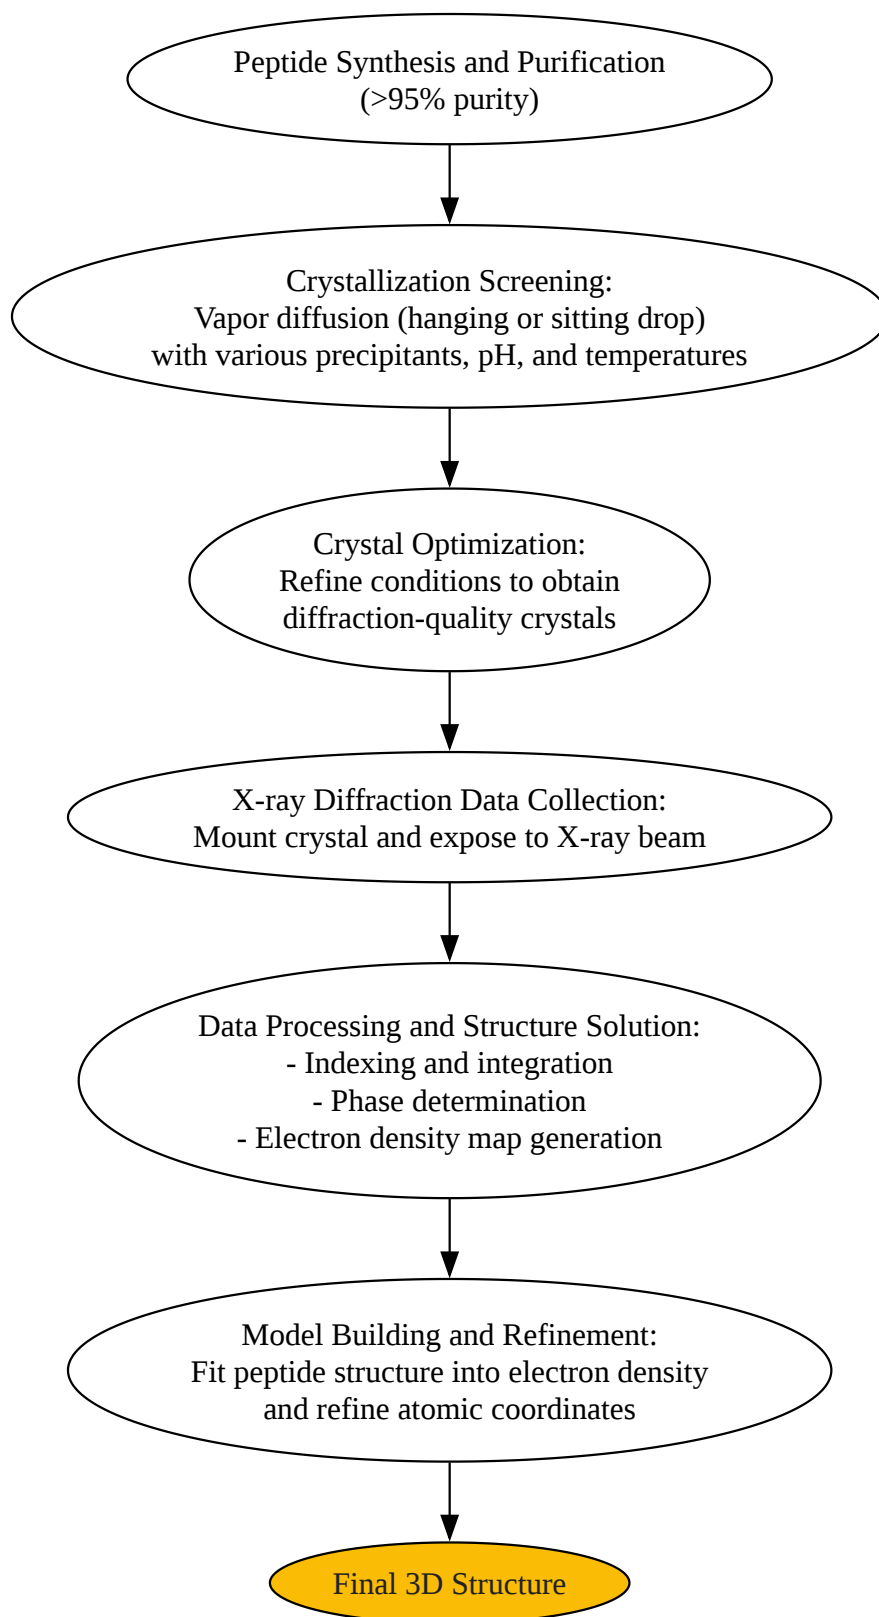 Peptide Synthesis and Purification
(>95% purity)
Crystallization Screening:
Vapor diffusion (hanging or sitting drop)
with various precipitants, pH, and temperatures
Crystal Optimization:
Refine conditions to obtain
diffraction-quality crystals
X-ray Diffraction Data Collection:
Mount crystal and expose to X-ray beam
Data Processing and Structure Solution:
- Indexing and integration
- Phase determination
- Electron density map generation
Model Building and Refinement:
Fit peptide structure into electron density
and refine atomic coordinates
Final 3D Structure